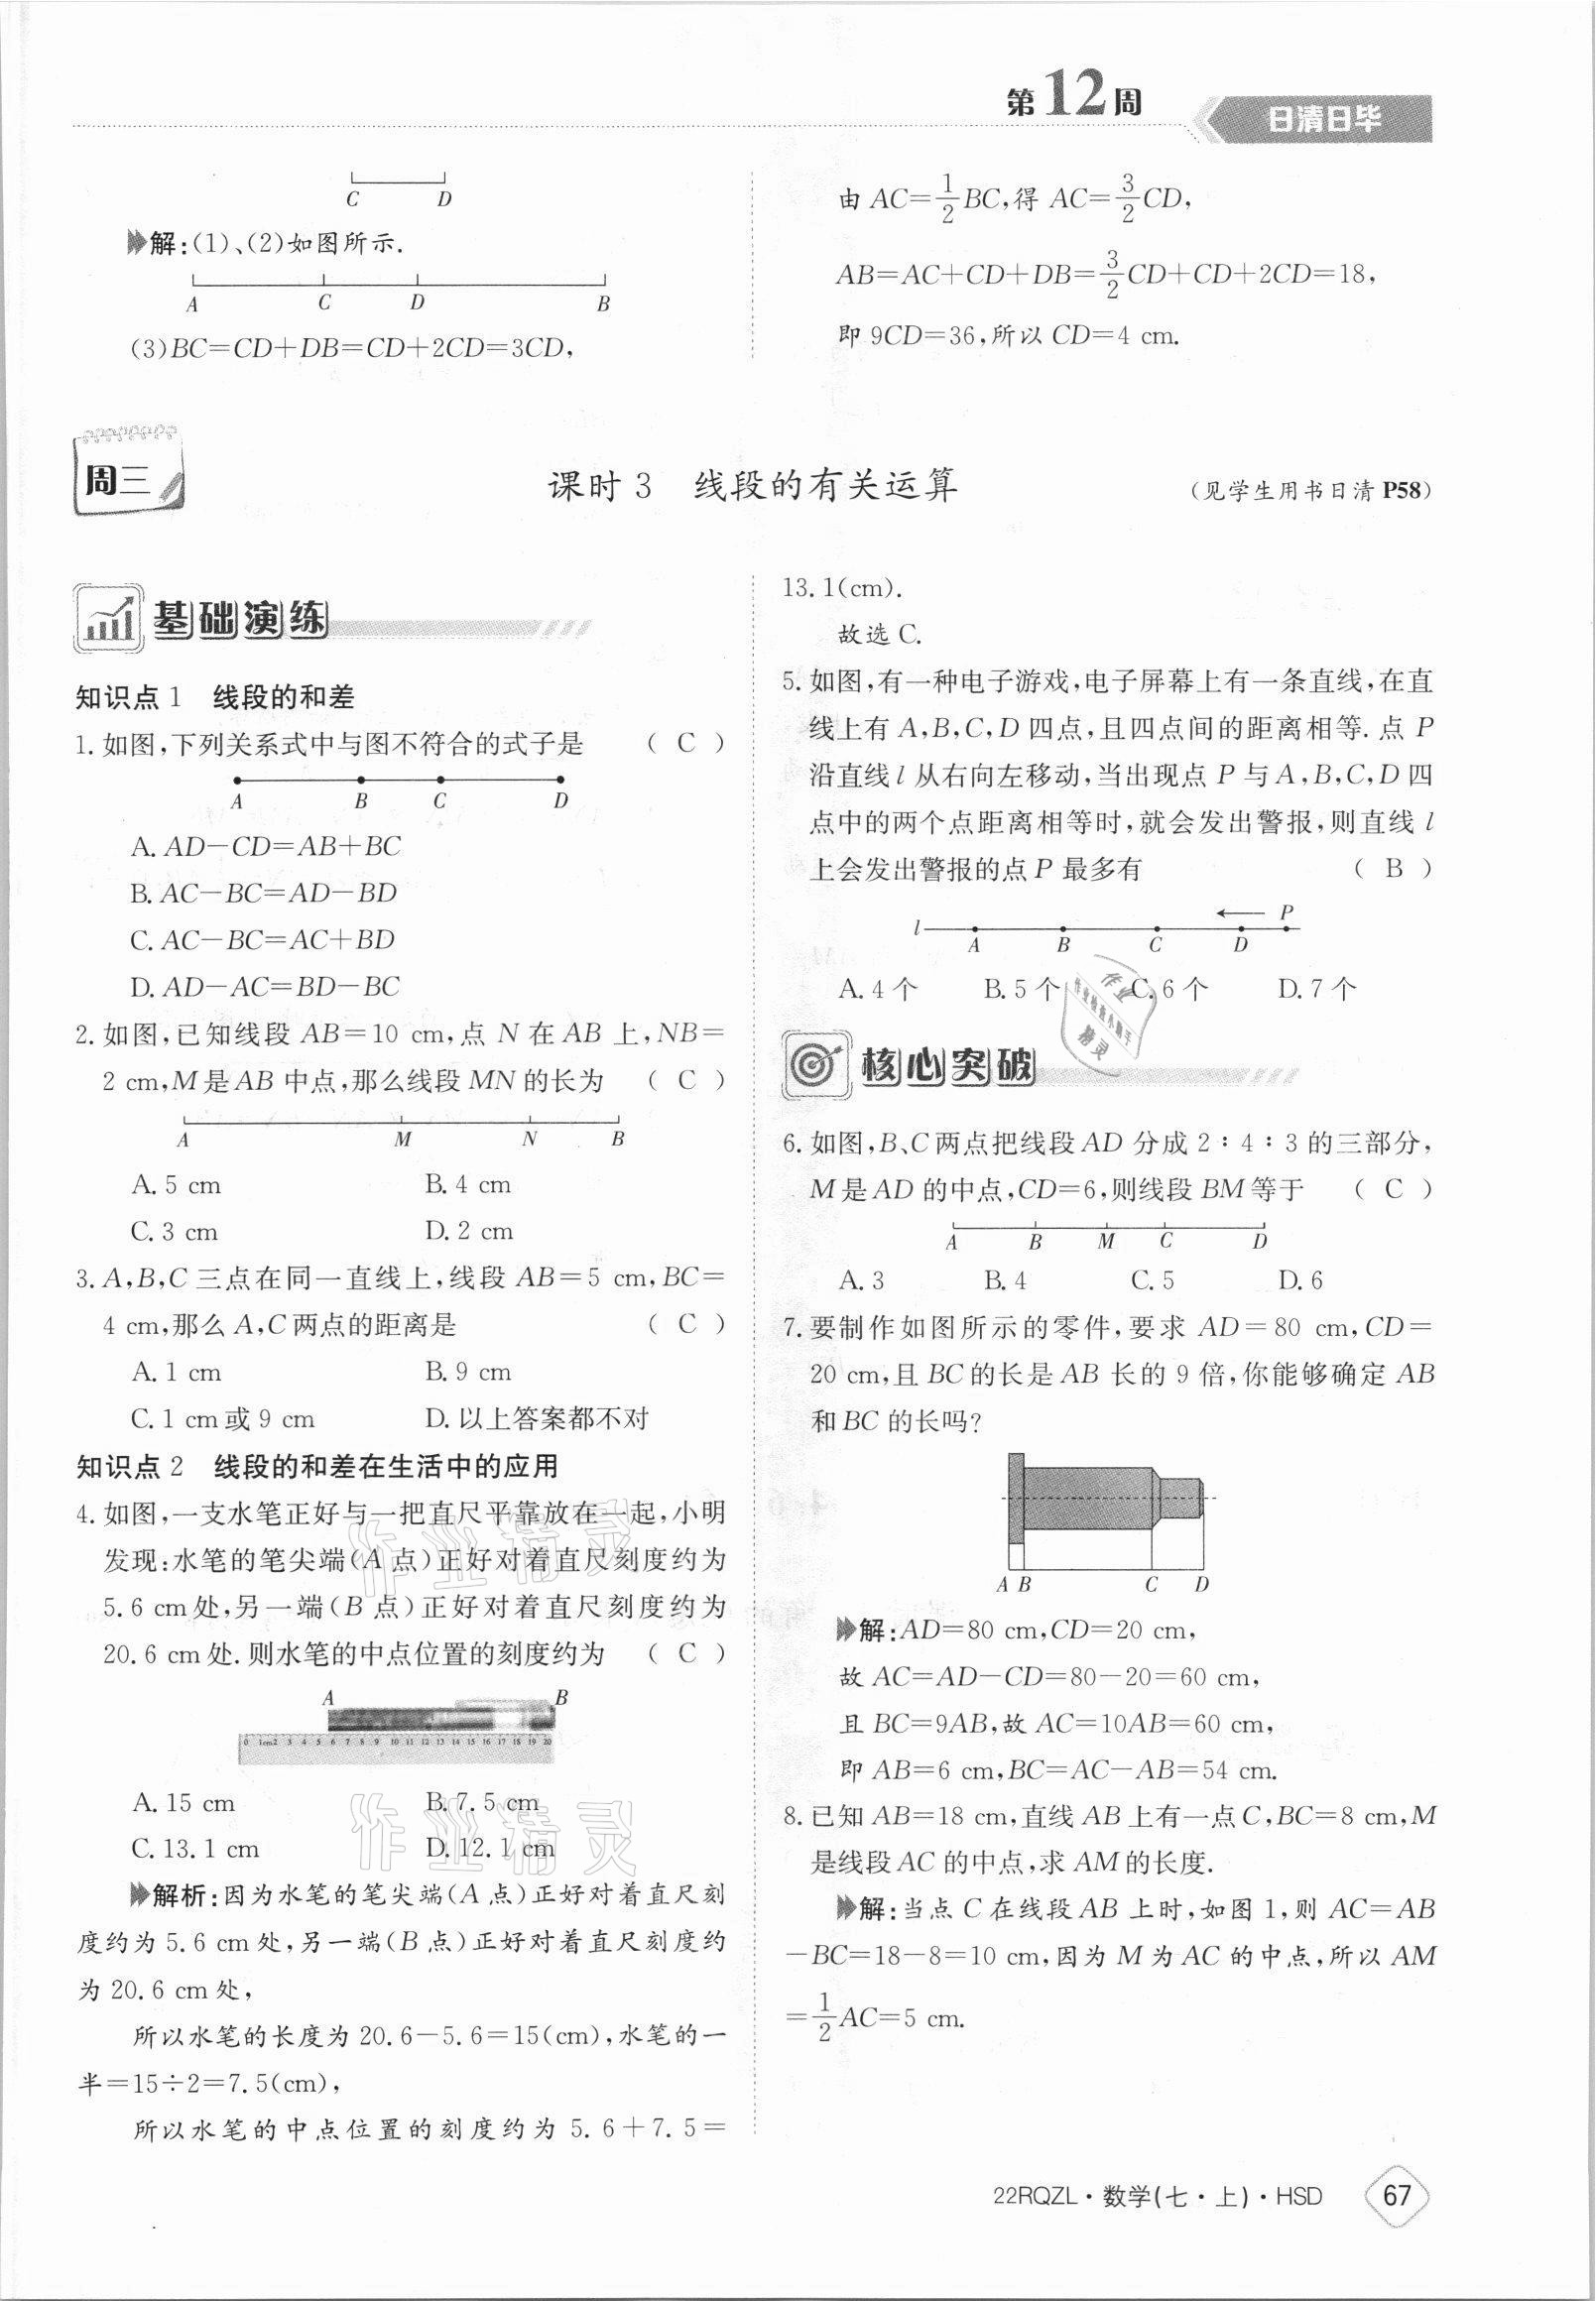 第12周
日清日毕
C D
解:(1)、(2)如图所示.
A C D B
(3)BC=CD+DB=CD+2CD=3CD,
由 AC=1/2 BC,得 AC=3/2 CD,
AB=AC+CD+DB=3/2 CD+CD+2CD=18,
即 9CD=36,所以 CD=4 cm.
周三
课时 3 线段的有关运算
(见学生用书日清 P58)
基础演练
知识点 1 线段的和差
1. 如图,下列关系式中与图不符合的式子是 ( C )
A B C D
A. AD-CD=AB+BC
B. AC-BC=AD-BD
C. AC-BC=AC+BD
D. AD-AC=BD-BC
2. 如图,已知线段 AB=10 cm,点 N 在 AB 上,NB=
2 cm,M 是 AB 中点,那么线段 MN 的长为 ( C )
A M N B
A. 5 cm B. 4 cm
C. 3 cm D. 2 cm
3. A,B,C 三点在同一直线上,线段 AB=5 cm,BC=
4 cm,那么 A,C 两点的距离是 ( C )
A. 1 cm B. 9 cm
C. 1 cm 或 9 cm D. 以上答案都不对
知识点 2 线段的和差在生活中的应用
4. 如图,一支水笔正好与一把直尺平靠放在一起,小明
发现:水笔的笔尖端(A 点)正好对着直尺刻度约为
5.6 cm 处,另一端(B 点)正好对着直尺刻度约为
20.6 cm 处.则水笔的中点位置的刻度约为 ( C )
A B
0 1cm2 3 4 5 6 7 8 9 10 11 12 13 14 15 16 17 18 19 20
A. 15 cm B. 7.5 cm
C. 13.1 cm D. 12.1 cm
解析:因为水笔的笔尖端(A 点)正好对着直尺刻
度约为 5.6 cm 处,另一端(B 点)正好对着直尺刻度约
为 20.6 cm 处,
所以水笔的长度为 20.6-5.6=15(cm),水笔的一
半=15÷2=7.5(cm),
所以水笔的中点位置的刻度约为 5.6+7.5=
13.1(cm).
故选 C.
5. 如图,有一种电子游戏,电子屏幕上有一条直线,在直
线上有 A,B,C,D 四点,且四点间的距离相等.点 P
沿直线 l 从右向左移动,当出现点 P 与 A,B,C,D 四
点中的两个点距离相等时,就会发出警报,则直线 l
上会发出警报的点 P 最多有 ( B )
P
l
A B C D
A. 4 个 B. 5 个 C. 6 个 D. 7 个
核心突破
6. 如图,B、C 两点把线段 AD 分成 2∶4∶3 的三部分,
M 是 AD 的中点,CD=6,则线段 BM 等于 ( C )
A B M C D
A. 3 B. 4 C. 5 D. 6
7. 要制作如图所示的零件,要求 AD=80 cm,CD=
20 cm,且 BC 的长是 AB 长的 9 倍,你能够确定 AB
和 BC 的长吗?
A B C D
解:AD=80 cm,CD=20 cm,
故 AC=AD-CD=80-20=60 cm,
且 BC=9AB,故 AC=10AB=60 cm,
即 AB=6 cm,BC=AC-AB=54 cm.
8. 已知 AB=18 cm,直线 AB 上有一点 C,BC=8 cm,M
是线段 AC 的中点,求 AM 的长度.
解:当点 C 在线段 AB 上时,如图 1,则 AC=AB
-BC=18-8=10 cm,因为 M 为 AC 的中点,所以 AM
=1/2 AC=5 cm.
作业精灵
作业精灵
22RQZL·数学(七·上)·HSD
67